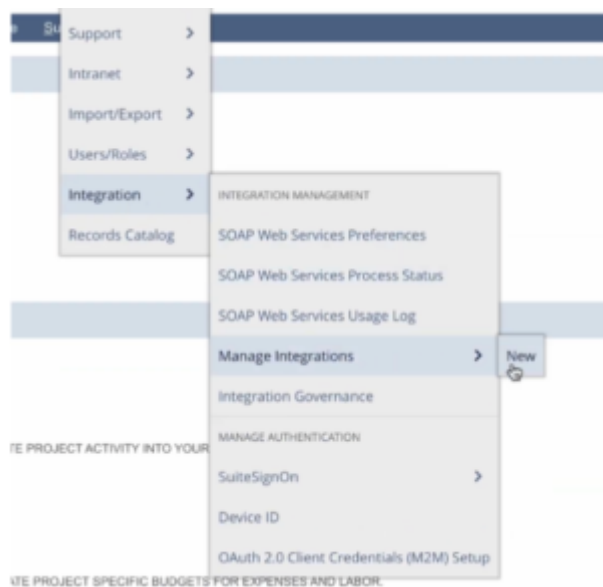 Su
Support
Intranet
Import/Export
Users/Roles
Integration
Records Catalog
INTEGRATION MANAGEMENT
SOAP Web Services Preferences
SOAP Web Services Process Status
SOAP Web Services Usage Log
Manage Integrations
New
Integration Governance
MANAGE AUTHENTICATION
TE PROJECT ACTIVITY INTO YOUR
SuiteSignOn
Device ID
OAuth 2.0 Client Credentials (M2M) Setup
ATE PROJECT SPECIFIC BUDGETS FOR EXPENSES AND LABOR.